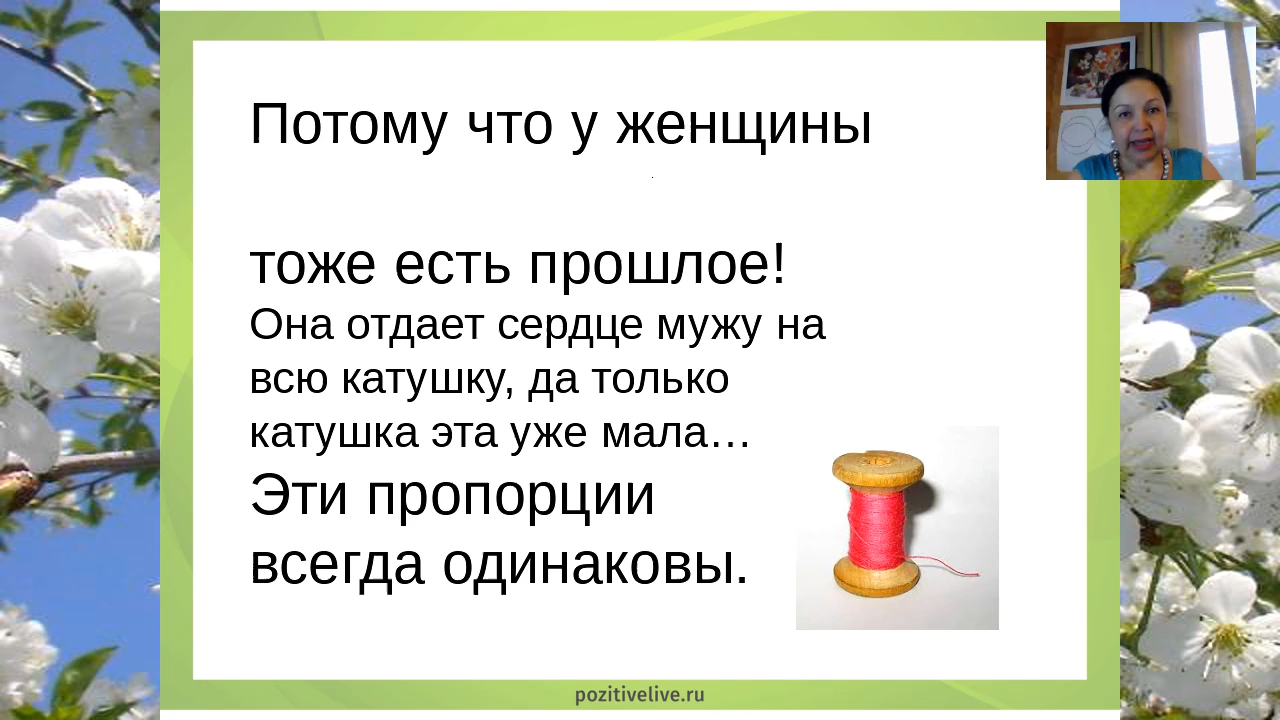 Потому что у женщины
.
тоже есть прошлое!
Она отдает сердце мужу на
всю катушку, да только
катушка эта уже мала…
Эти пропорции
всегда одинаковы.
pozitivelive.ru